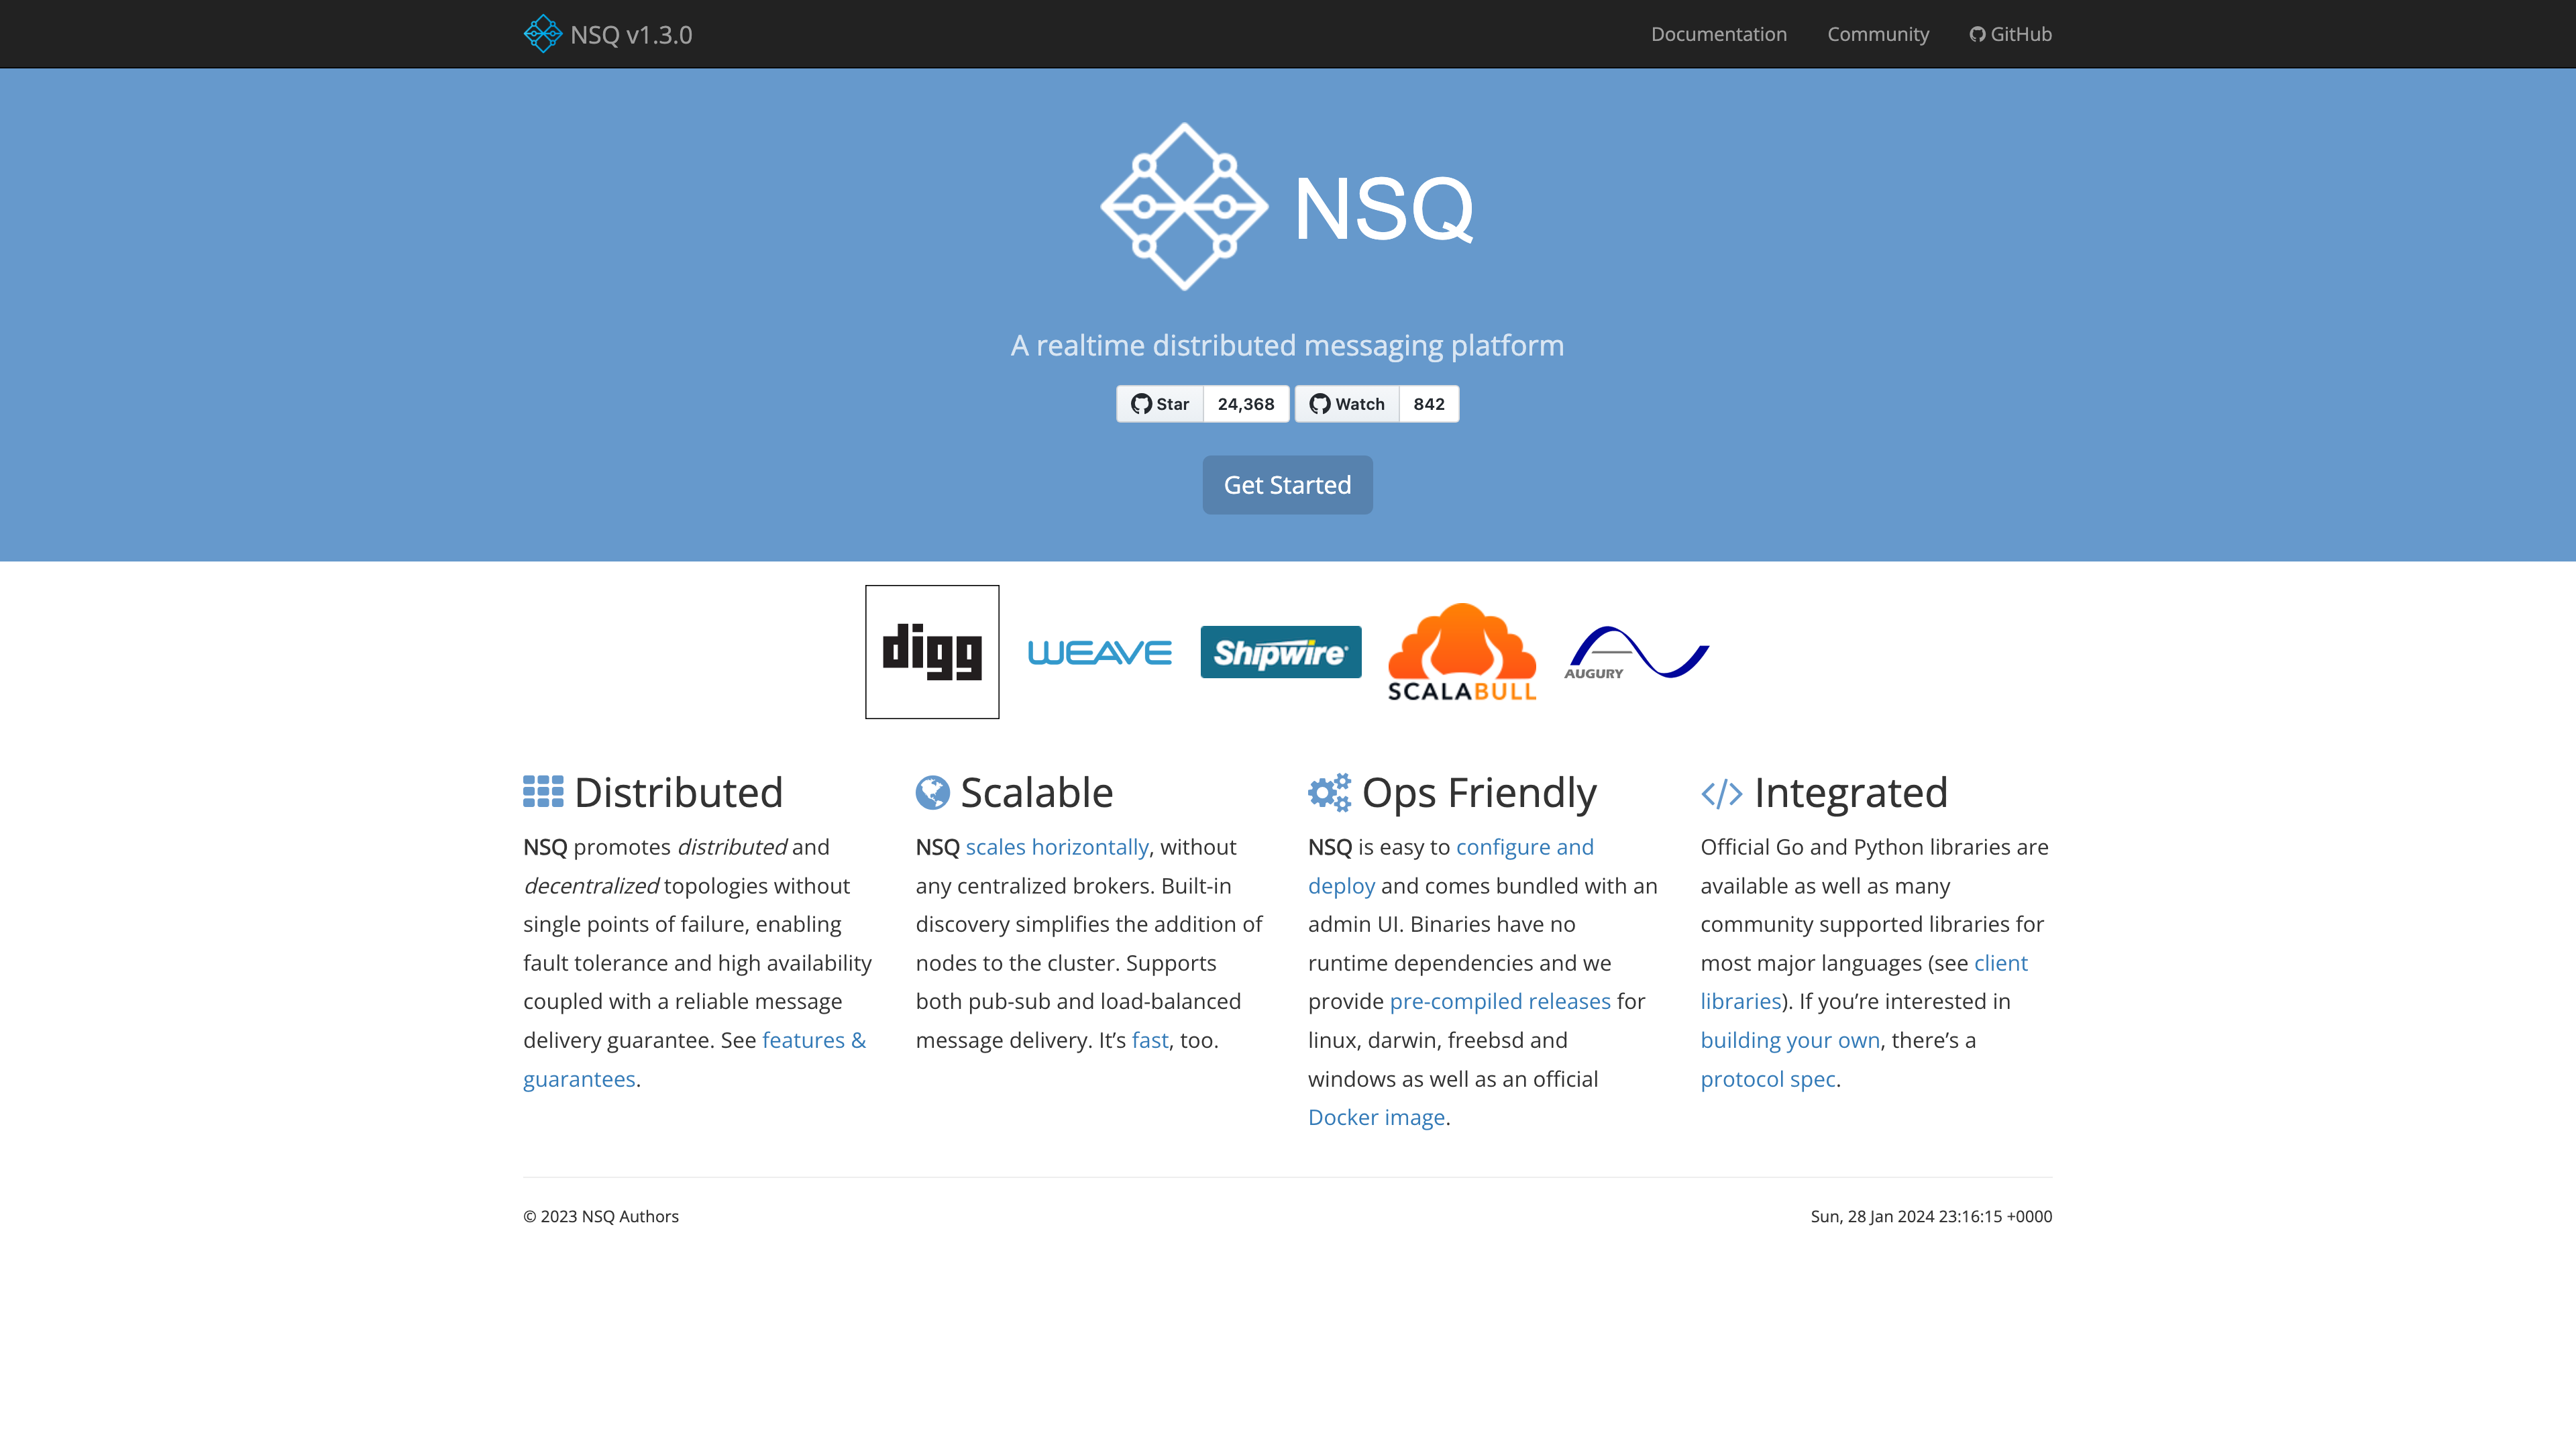 NSQ v1.3.0
Documentation
Community
GitHub
NSQ
A realtime distributed messaging platform
Star 24,368
Watch 842
Get Started
digg
WEAVE
Shipwire
SCALABULL
AUGURY
Distributed
NSQ promotes distributed and
decentralized topologies without
single points of failure, enabling
fault tolerance and high availability
coupled with a reliable message
delivery guarantee. See features &
guarantees.
Scalable
NSQ scales horizontally, without
any centralized brokers. Built-in
discovery simplifies the addition of
nodes to the cluster. Supports
both pub-sub and load-balanced
message delivery. It’s fast, too.
Ops Friendly
NSQ is easy to configure and
deploy and comes bundled with an
admin UI. Binaries have no
runtime dependencies and we
provide pre-compiled releases for
linux, darwin, freebsd and
windows as well as an official
Docker image.
Integrated
Official Go and Python libraries are
available as well as many
community supported libraries for
most major languages (see client
libraries). If you’re interested in
building your own, there’s a
protocol spec.
© 2023 NSQ Authors
Sun, 28 Jan 2024 23:16:15 +0000